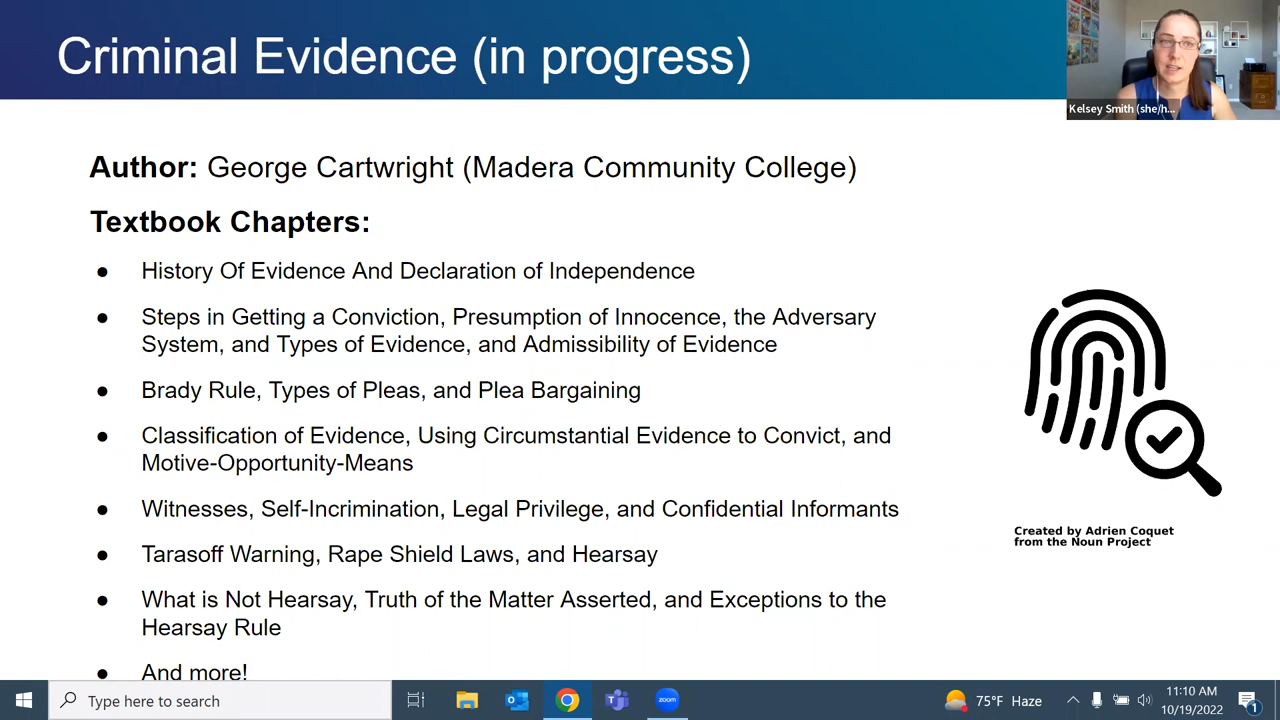 Criminal Evidence (in progress)
Kelsey Smith (she/h...
Author: George Cartwright (Madera Community College)
Textbook Chapters:
● History Of Evidence And Declaration of Independence
● Steps in Getting a Conviction, Presumption of Innocence, the Adversary
System, and Types of Evidence, and Admissibility of Evidence
● Brady Rule, Types of Pleas, and Plea Bargaining
● Classification of Evidence, Using Circumstantial Evidence to Convict, and
Motive-Opportunity-Means
● Witnesses, Self-Incrimination, Legal Privilege, and Confidential Informants
● Tarasoff Warning, Rape Shield Laws, and Hearsay
● What is Not Hearsay, Truth of the Matter Asserted, and Exceptions to the
Hearsay Rule
● And more!
Created by Adrien Coquet
from the Noun Project
Type here to search
zoom
75°F Haze
11:10 AM
10/19/2022
1